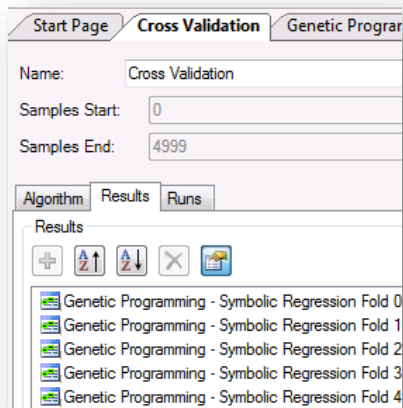 Start Page Cross Validation Genetic Program
Name: Cross Validation
Samples Start: 0
Samples End: 4999
Algorithm Results Runs
Results
Genetic Programming - Symbolic Regression Fold 0
Genetic Programming - Symbolic Regression Fold 1
Genetic Programming - Symbolic Regression Fold 2
Genetic Programming - Symbolic Regression Fold 3
Genetic Programming - Symbolic Regression Fold 4